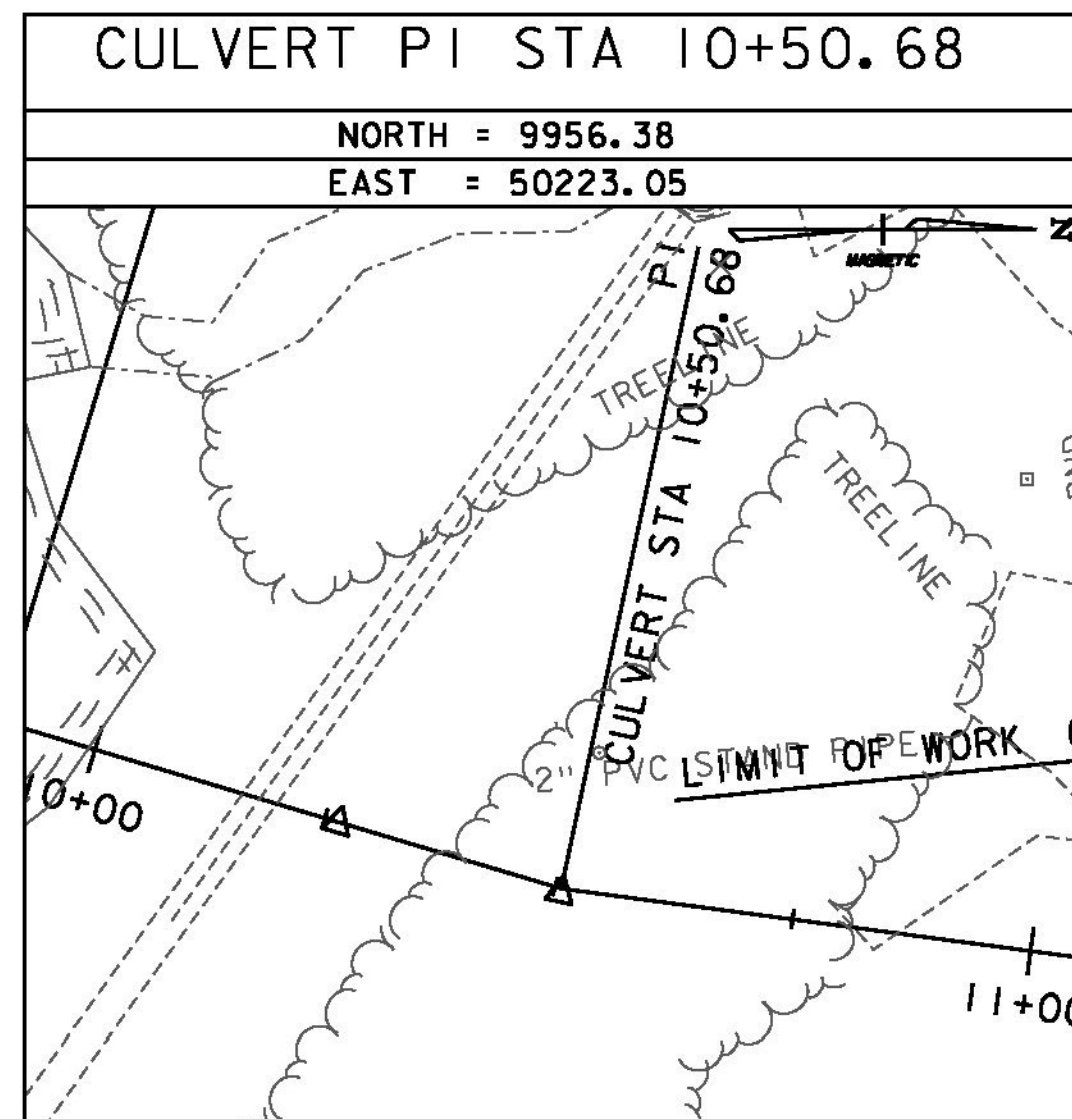 CULVERT PI STA 10+50.68
NORTH = 9956.38
EAST = 50223.05
N
MAGNETIC
PI
CULVERT STA 10+50.68
TREELINE
TREELINE
2" PVC STAND PIPE
LIMIT OF WORK
10+00
11+00